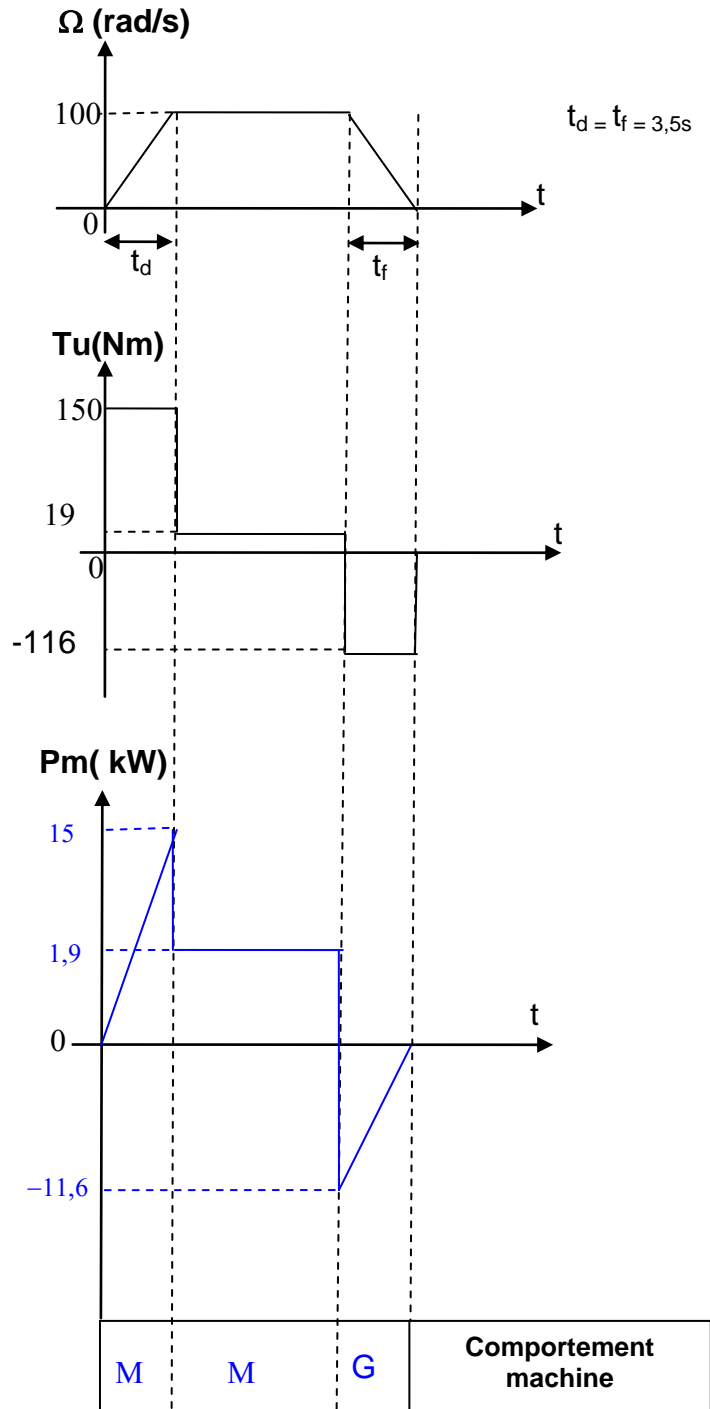 Ω (rad/s)
100
t_d = t_f = 3,5s
t
0
t_d
t_f
Tu(Nm)
150
19
t
0
-116
Pm( kW)
15
1,9
t
0
–11,6
M
M
G
Comportement
machine